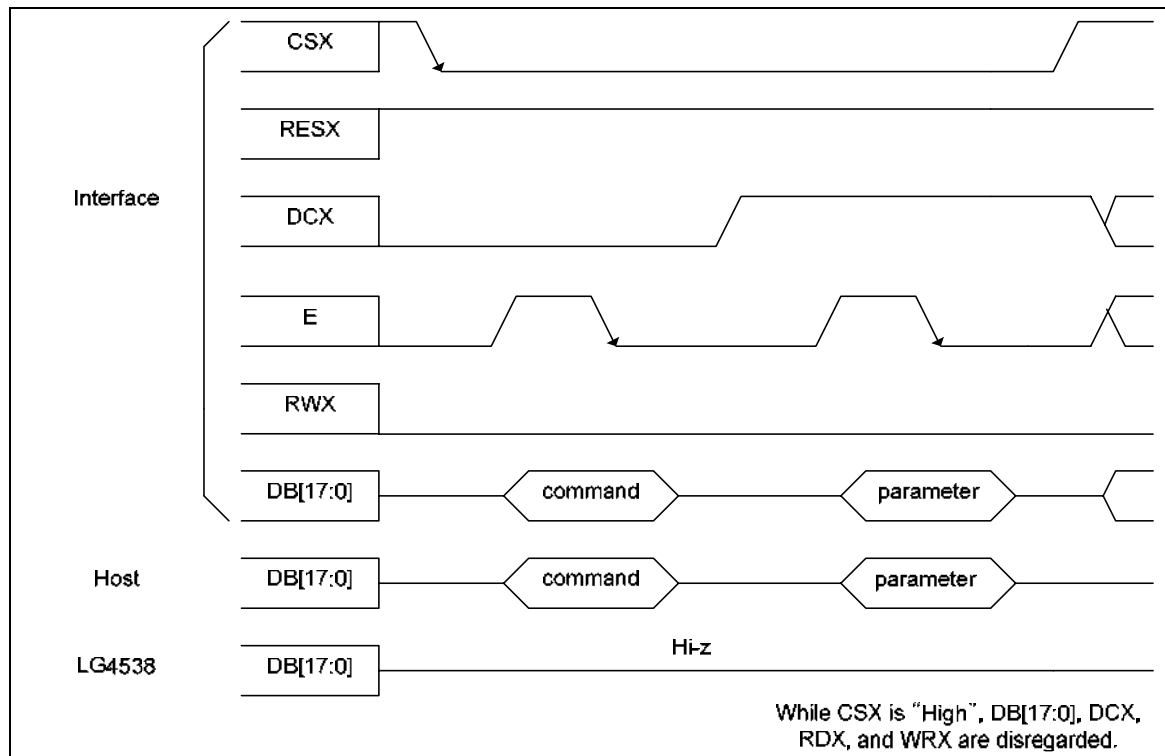 CSX
RESX
Interface
DCX
E
RWX
DB[17:0]
command
parameter
Host
DB[17:0]
command
parameter
LG4538
DB[17:0]
Hi-z
While CSX is “High”, DB[17:0], DCX,
RDX, and WRX are disregarded.